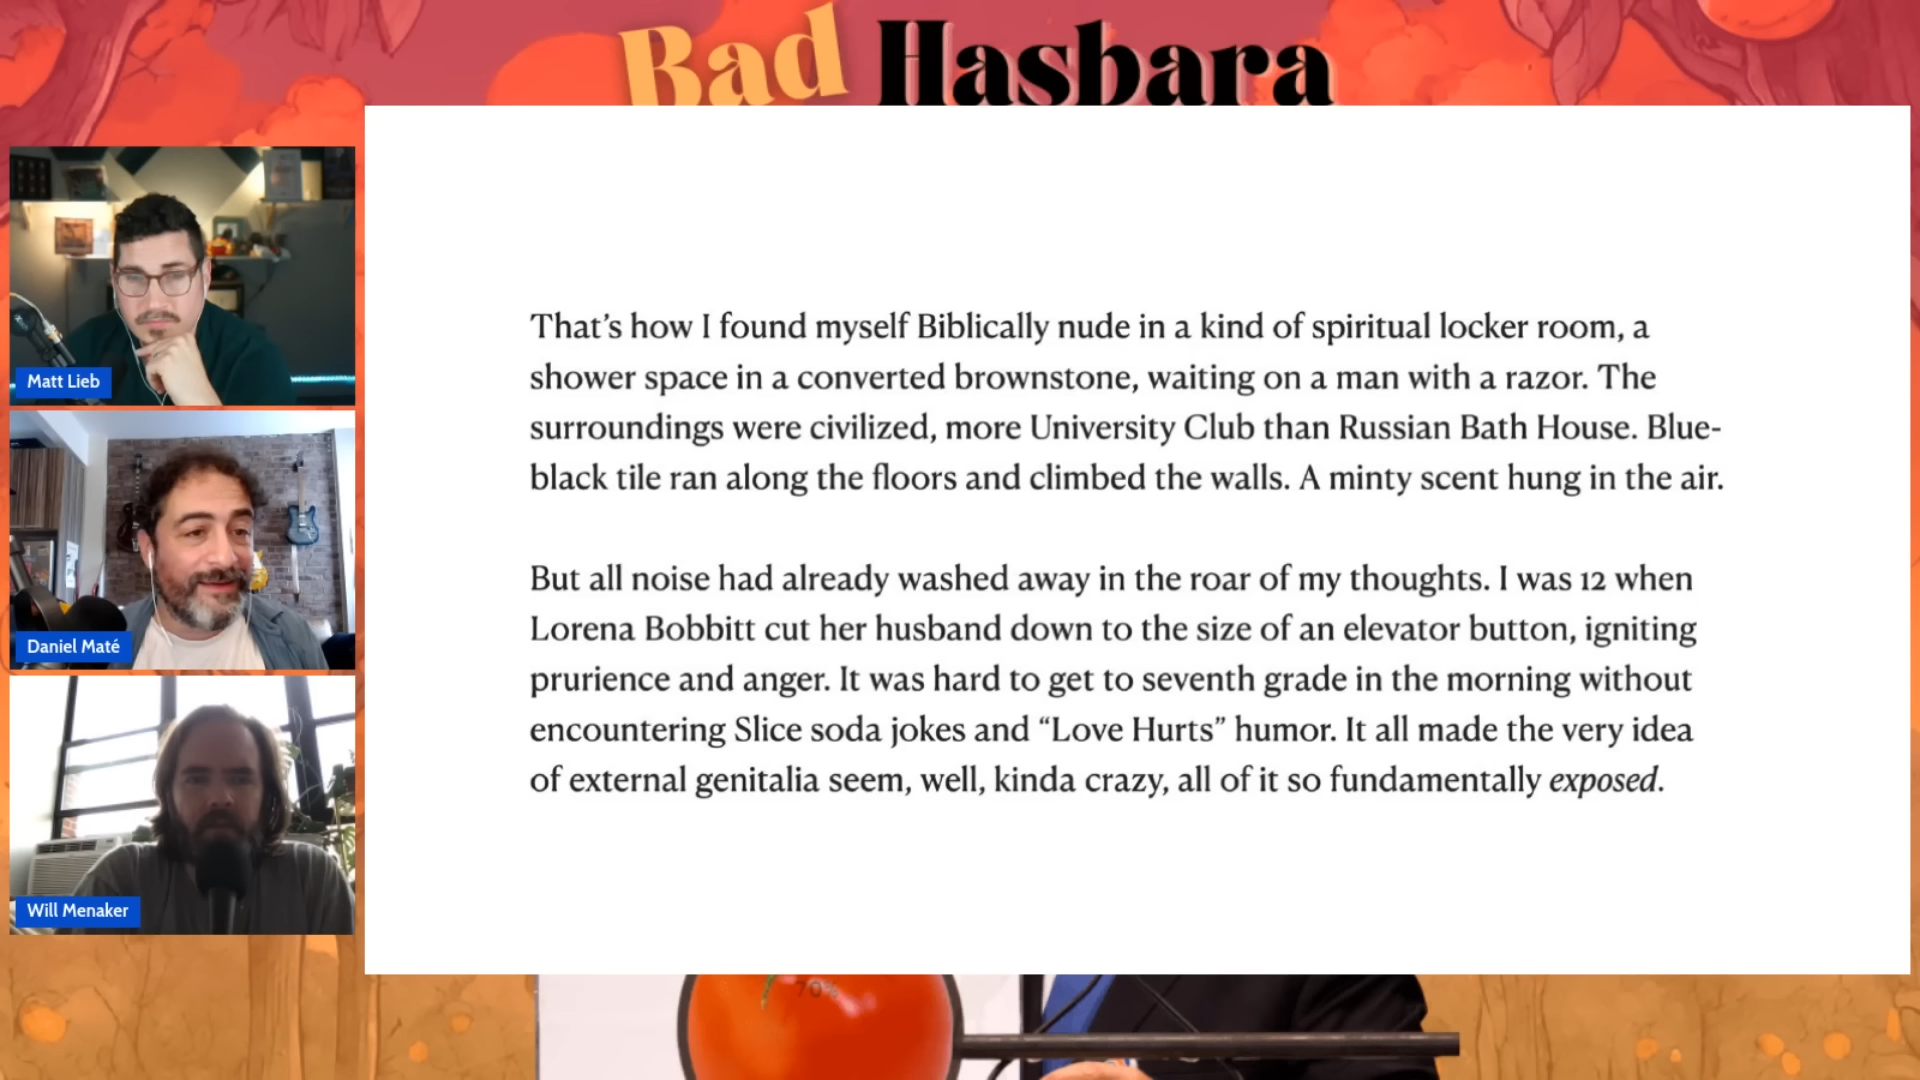 Bad Hasbara
Matt Lieb
Daniel Maté
Will Menaker
That’s how I found myself Biblically nude in a kind of spiritual locker room, a
shower space in a converted brownstone, waiting on a man with a razor. The
surroundings were civilized, more University Club than Russian Bath House. Blue-
black tile ran along the floors and climbed the walls. A minty scent hung in the air.
But all noise had already washed away in the roar of my thoughts. I was 12 when
Lorena Bobbitt cut her husband down to the size of an elevator button, igniting
prurience and anger. It was hard to get to seventh grade in the morning without
encountering Slice soda jokes and “Love Hurts” humor. It all made the very idea
of external genitalia seem, well, kinda crazy, all of it so fundamentally exposed.
70%